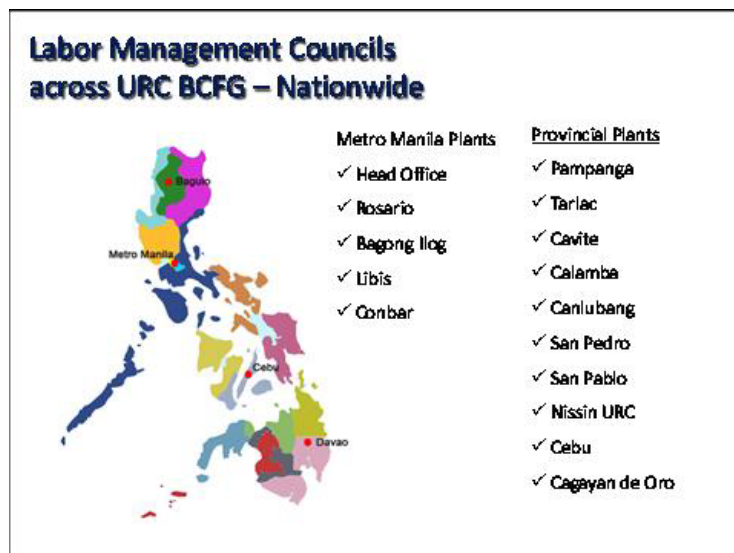 Labor Management Councils
across URC BCFG – Nationwide
Metro Manila Plants
✓ Head Office
✓ Rosario
✓ Bagong Ilog
✓ Libis
✓ Conbar
Provincial Plants
✓ Pampanga
✓ Tarlac
✓ Cavite
✓ Calamba
✓ Canlubang
✓ San Pedro
✓ San Pablo
✓ Nissin URC
✓ Cebu
✓ Cagayan de Oro
Baguio
Metro Manila
Cebu
Davao